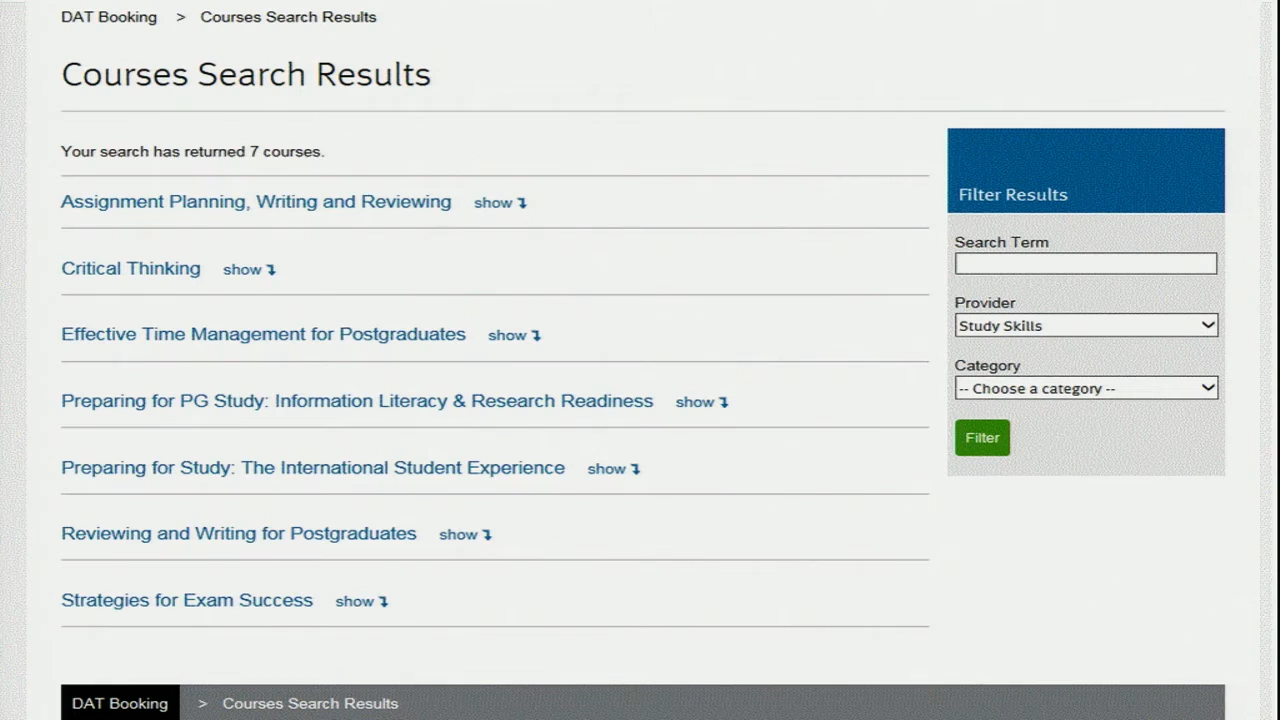 DAT Booking > Courses Search Results
Courses Search Results
Your search has returned 7 courses.
Assignment Planning, Writing and Reviewing show
Critical Thinking show
Effective Time Management for Postgraduates show
Preparing for PG Study: Information Literacy & Research Readiness show
Preparing for Study: The International Student Experience show
Reviewing and Writing for Postgraduates show
Strategies for Exam Success show
Filter Results
Search Term
Provider
Study Skills
Category
-- Choose a category --
Filter
DAT Booking > Courses Search Results